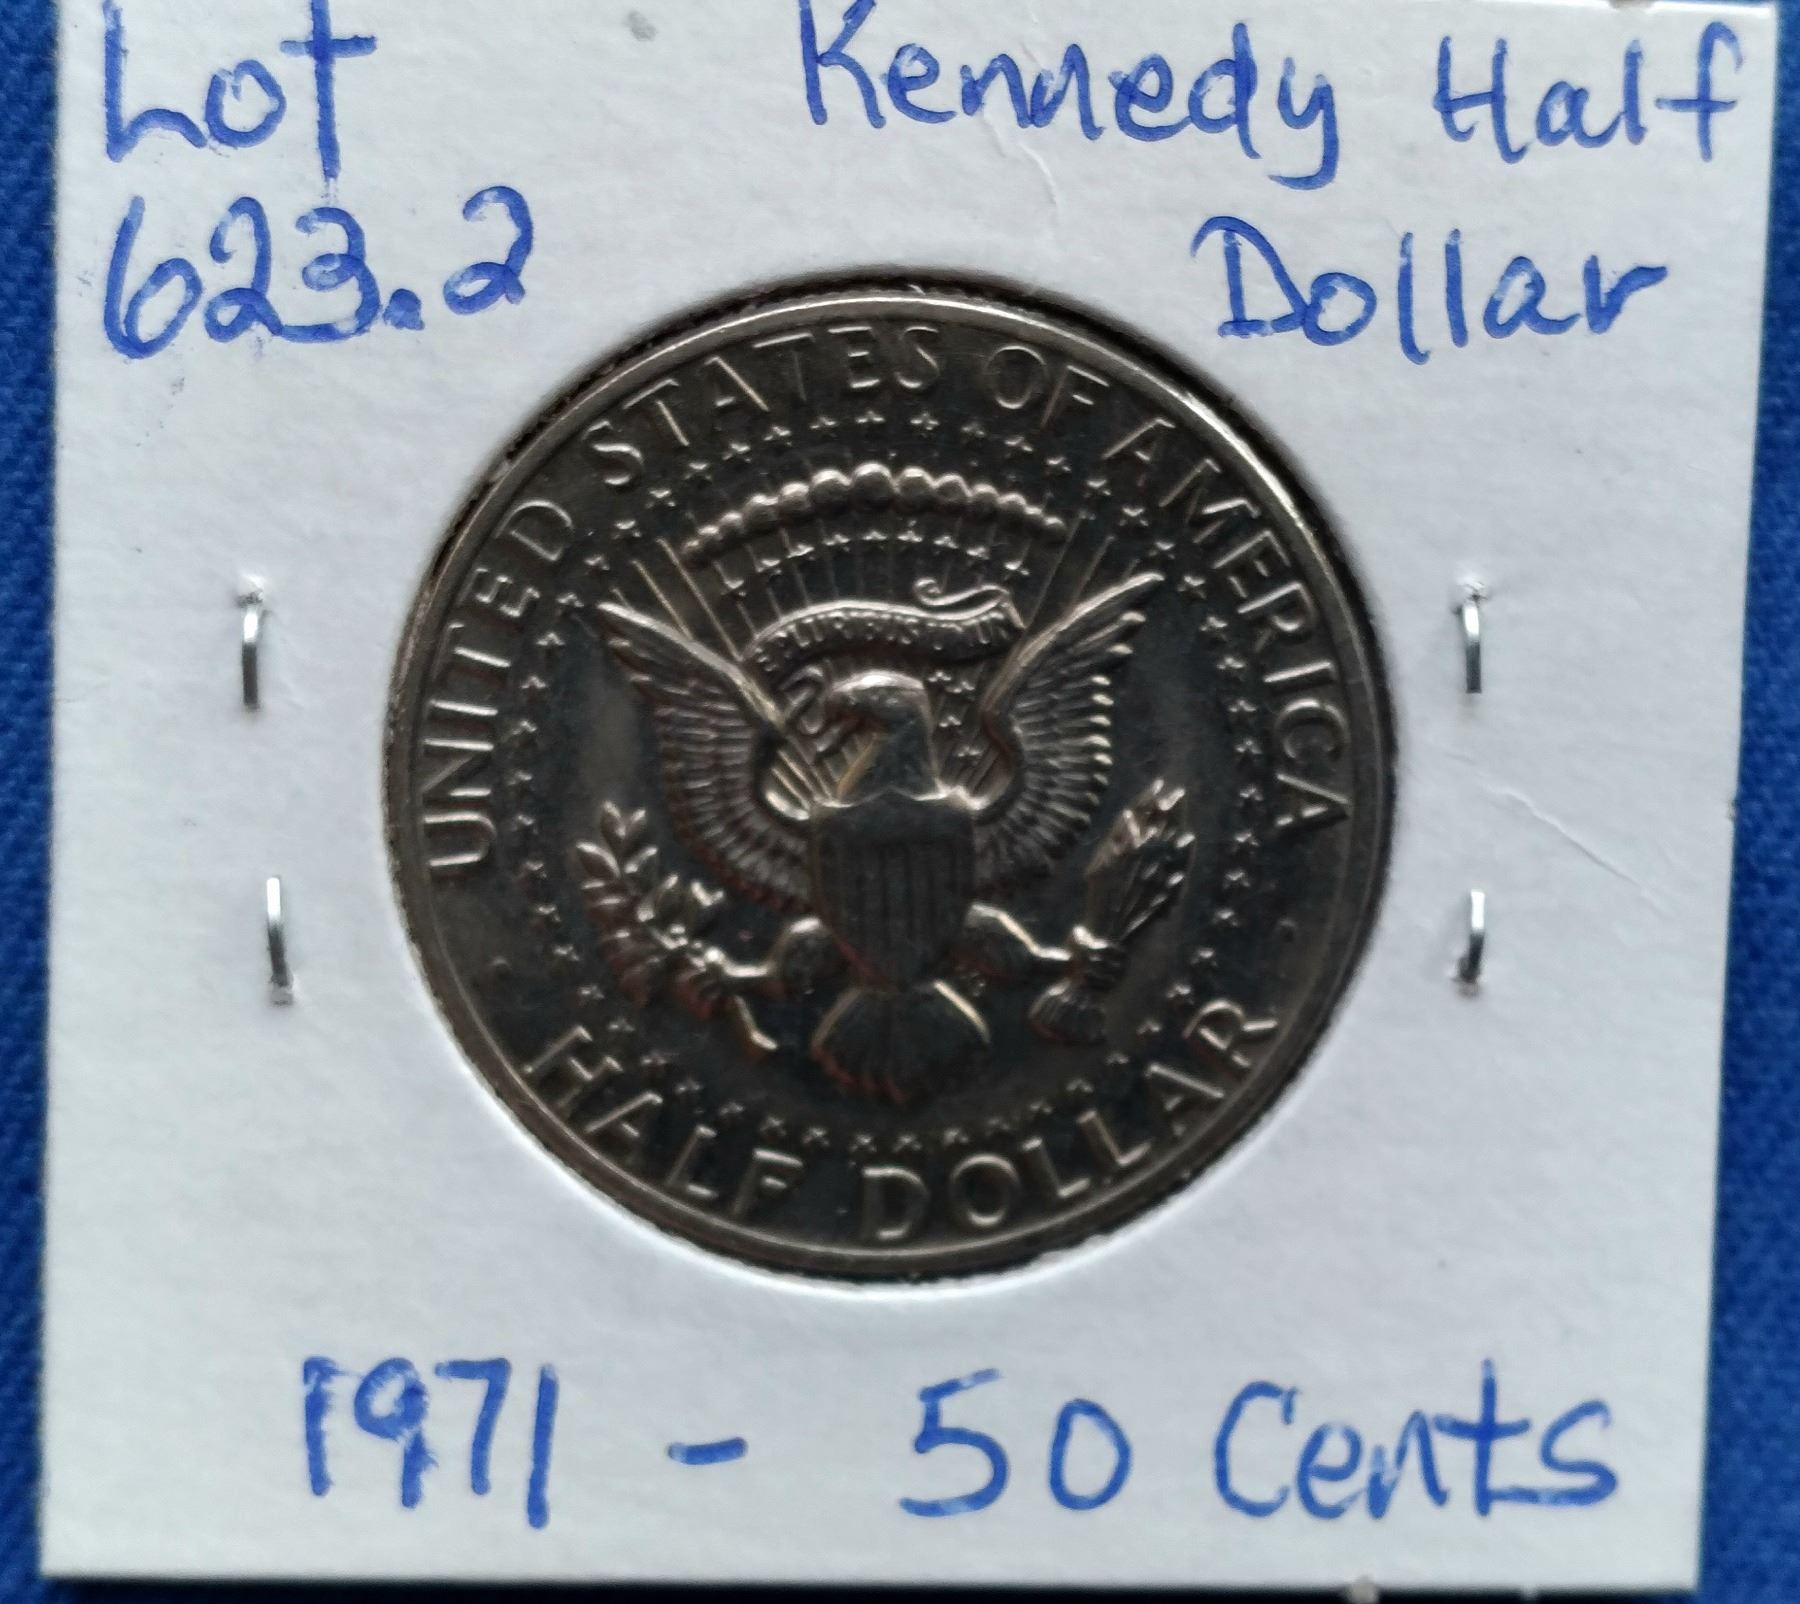 Lot
623.2
Kennedy Half
Dollar
UNITED STATES OF AMERICA
E PLURIBUS UNUM
HALF DOLLAR
1971 - 50 Cents